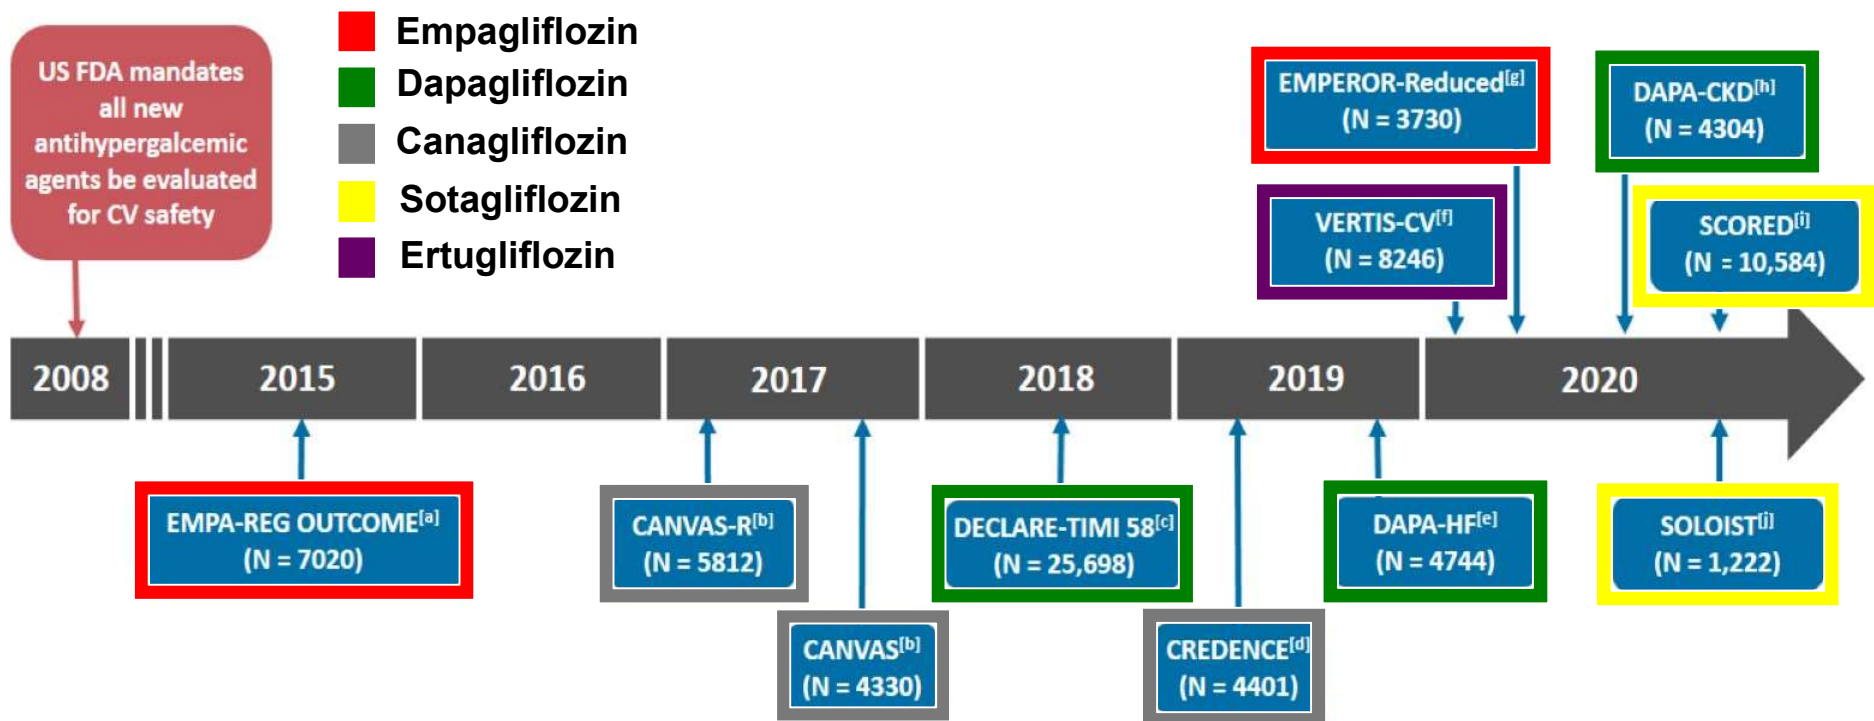 US FDA mandates
all new
antihypergalcemic
agents be evaluated
for CV safety
Empagliflozin
Dapagliflozin
Canagliflozin
Sotagliflozin
Ertugliflozin
EMPEROR-Reduced[g]
(N = 3730)
DAPA-CKD[h]
(N = 4304)
VERTIS-CV[f]
(N = 8246)
SCORED[i]
(N = 10,584)
2008
2015
2016
2017
2018
2019
2020
EMPA-REG OUTCOME[a]
(N = 7020)
CANVAS-R[b]
(N = 5812)
DECLARE-TIMI 58[c]
(N = 25,698)
DAPA-HF[e]
(N = 4744)
SOLOIST[j]
(N = 1,222)
CANVAS[b]
(N = 4330)
CREDENCE[d]
(N = 4401)